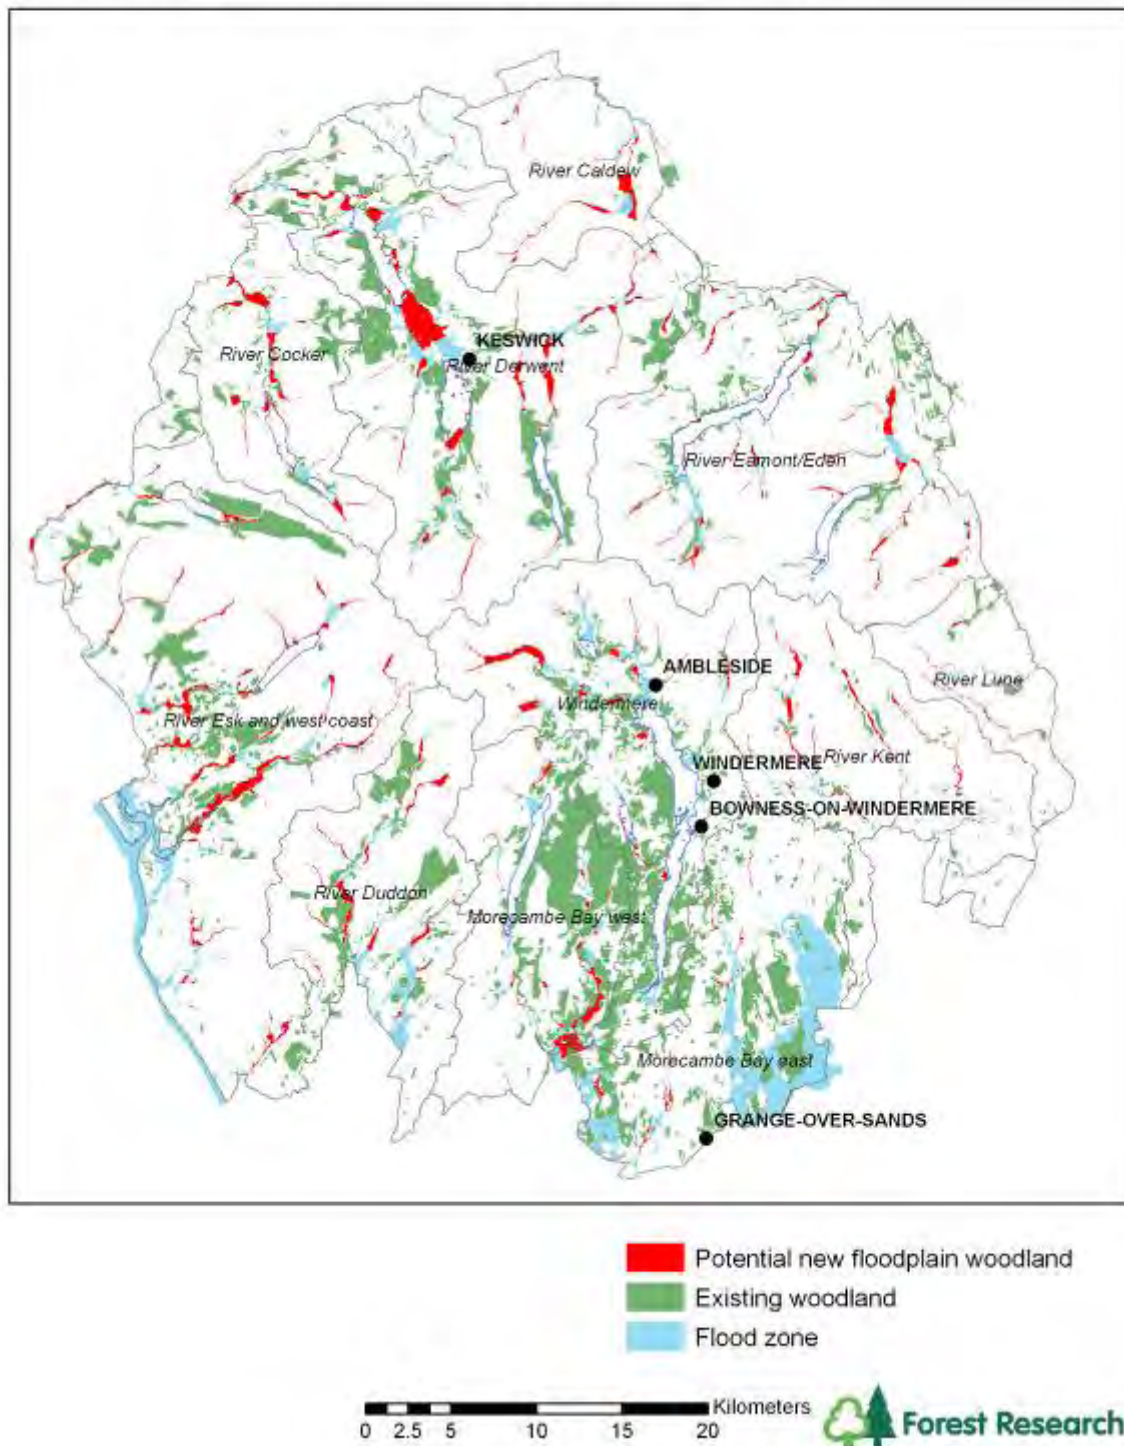 River Caldew
River Cocker
KESWICK
River Derwent
River Eamont/Eden
AMBLESIDE
River Lune
Windermere
River Esk and west coast
River Kent
WINDERMERE
BOWNESS-ON-WINDERMERE
River Duddon
Morecambe Bay west
Morecambe Bay east
GRANGE-OVER-SANDS
Potential new floodplain woodland
Existing woodland
Flood zone
Kilometers
0 2.5 5 10 15 20
Forest Research